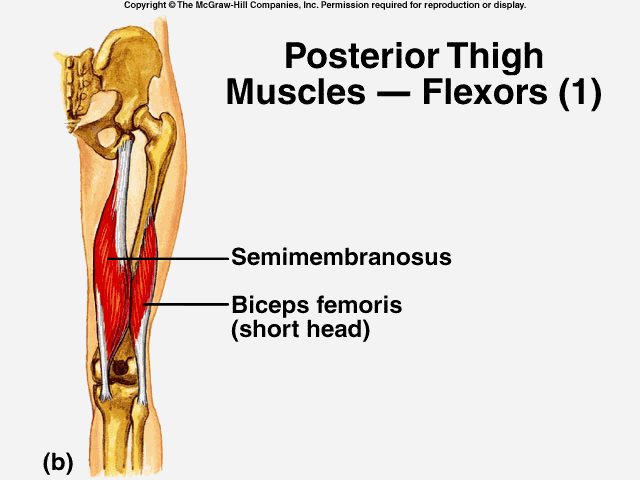 Copyright © The McGraw-Hill Companies, Inc. Permission required for reproduction or display.
Posterior Thigh
Muscles — Flexors (1)
Semimembranosus
Biceps femoris
(short head)
(b)